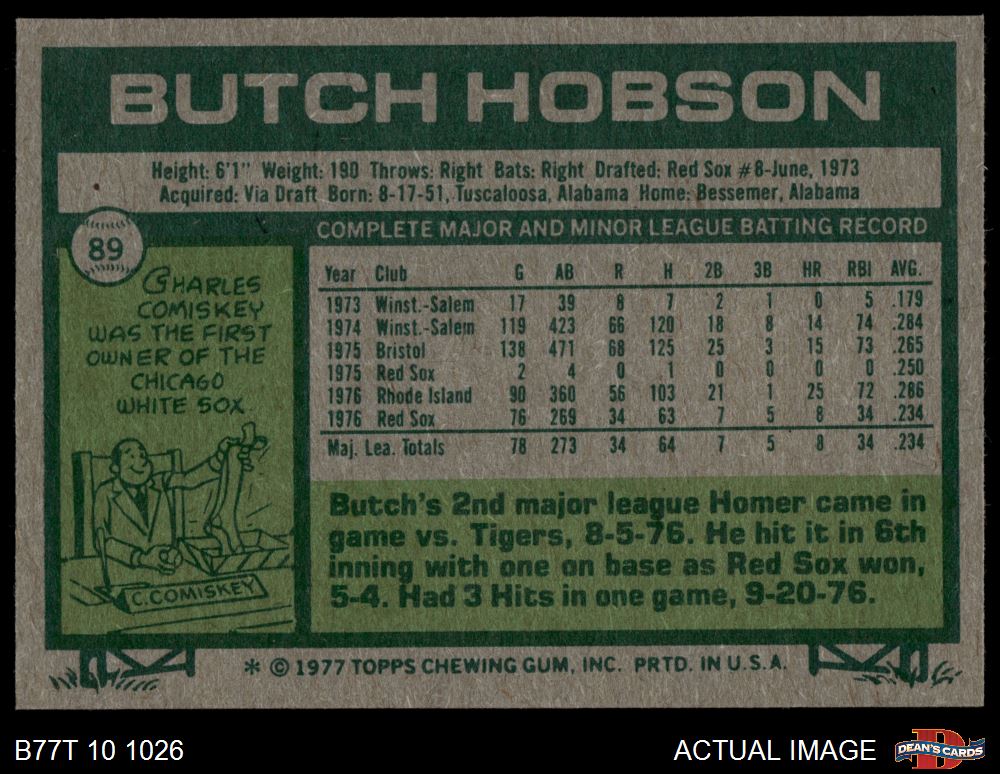 BUTCH HOBSON
Height: 6'1" Weight: 190 Throws: Right Bats: Right Drafted: Red Sox #8-June, 1973
Acquired: Via Draft Born: 8-17-51, Tuscaloosa, Alabama Home: Bessemer, Alabama
89
CHARLES
COMISKEY
WAS THE FIRST
OWNER OF THE
CHICAGO
WHITE SOX.
C. COMISKEY
COMPLETE MAJOR AND MINOR LEAGUE BATTING RECORD
Year Club G AB R H 2B 3B HR RBI AVG.
1973 Winst.-Salem 17 39 8 7 2 1 0 5 .179
1974 Winst.-Salem 119 423 66 120 18 8 14 74 .284
1975 Bristol 138 471 68 125 25 3 15 73 .265
1975 Red Sox 2 4 0 1 0 0 0 0 .250
1976 Rhode Island 90 360 56 103 21 1 25 72 .286
1976 Red Sox 76 269 34 63 7 5 8 34 .234
Maj. Lea. Totals 78 273 34 64 7 5 8 34 .234
Butch's 2nd major league Homer came in
game vs. Tigers, 8-5-76. He hit it in 6th
inning with one on base as Red Sox won,
5-4. Had 3 Hits in one game, 9-20-76.
* © 1977 TOPPS CHEWING GUM, INC. PRTD. IN U.S.A.
B77T 10 1026
ACTUAL IMAGE
DEAN'S CARDS